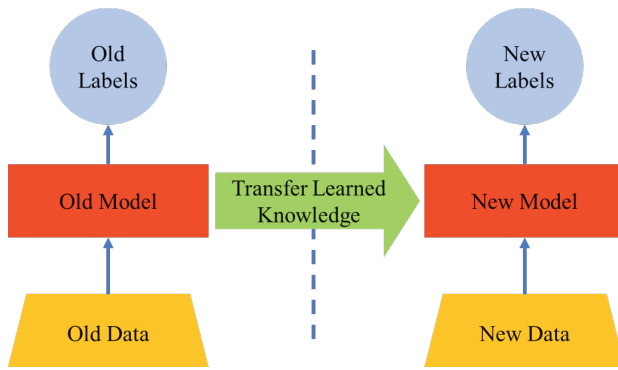 Old
Labels
New
Labels
Old Model
Transfer Learned
Knowledge
New Model
Old Data
New Data